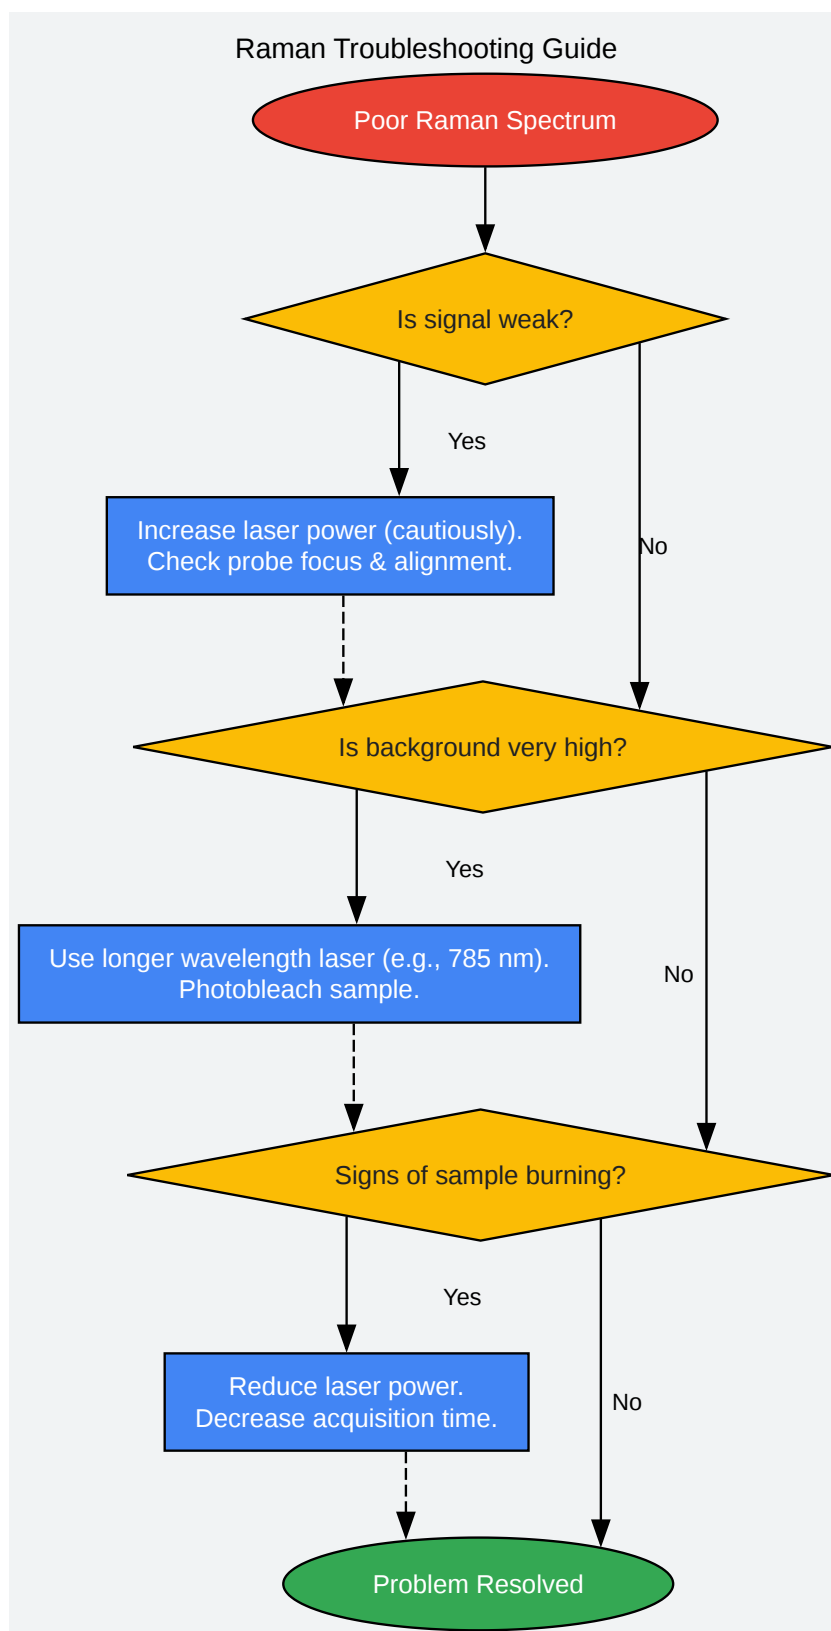 Raman Troubleshooting Guide
Poor Raman Spectrum
Is signal weak?
Yes
Increase laser power (cautiously).
Check probe focus & alignment.
No
Is background very high?
Yes
Use longer wavelength laser (e.g., 785 nm).
Photobleach sample.
No
Signs of sample burning?
Yes
Reduce laser power.
Decrease acquisition time.
No
Problem Resolved